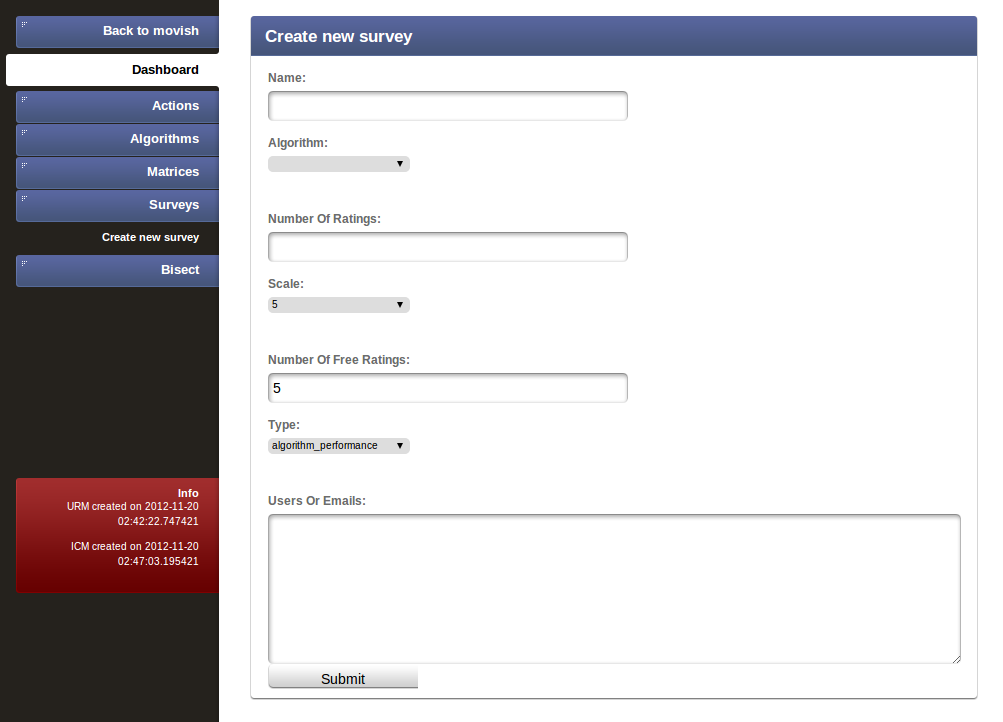 Back to movish
Dashboard
Actions
Algorithms
Matrices
Surveys
Create new survey
Bisect
Info
URM created on 2012-11-20
02:42:22.747421
ICM created on 2012-11-20
02:47:03.195421
Create new survey
Name:
Algorithm:
Number Of Ratings:
Scale:
5
Number Of Free Ratings:
5
Type:
algorithm_performance
Users Or Emails:
Submit